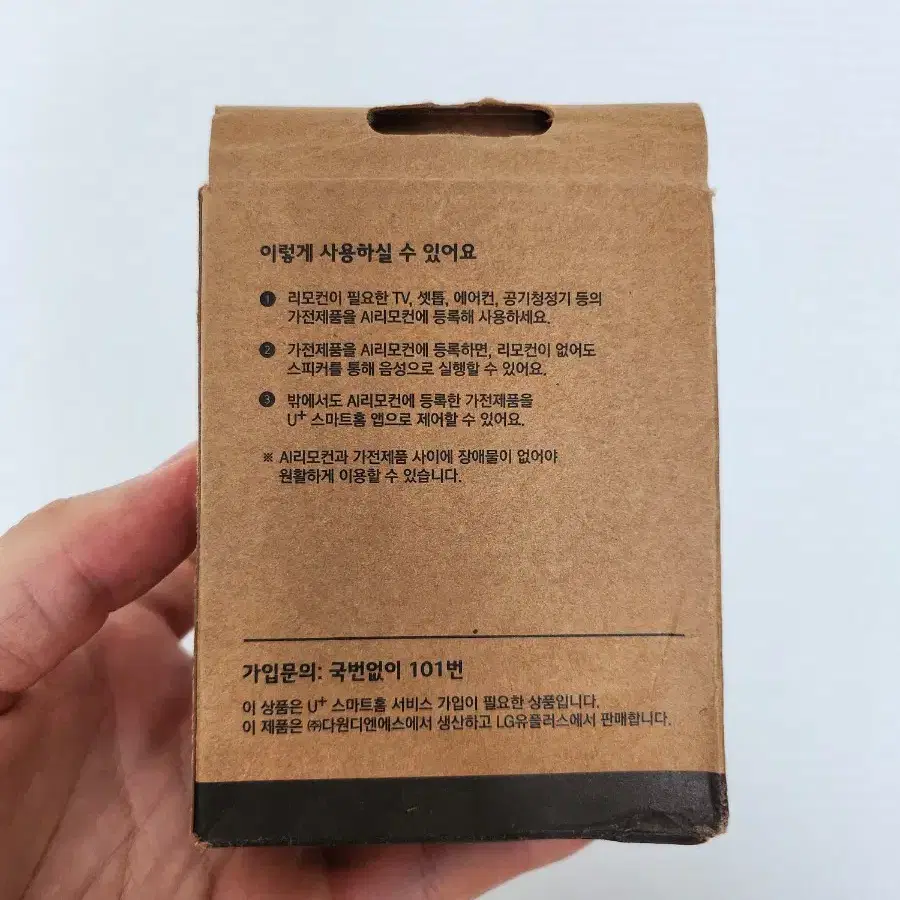 이렇게 사용하실 수 있어요
1 리모컨이 필요한 TV, 셋톱, 에어컨, 공기청정기 등의
가전제품을 AI리모컨에 등록해 사용하세요.
2 가전제품을 AI리모컨에 등록하면, 리모컨이 없어도
스피커를 통해 음성으로 실행할 수 있어요.
3 밖에서도 AI리모컨에 등록한 가전제품을
U+ 스마트홈 앱으로 제어할 수 있어요.
※ AI리모컨과 가전제품 사이에 장애물이 없어야
원활하게 이용할 수 있습니다.
가입문의: 국번없이 101번
이 상품은 U+ 스마트홈 서비스 가입이 필요한 상품입니다.
이 제품은 ㈜다원디엔에스에서 생산하고 LG유플러스에서 판매합니다.